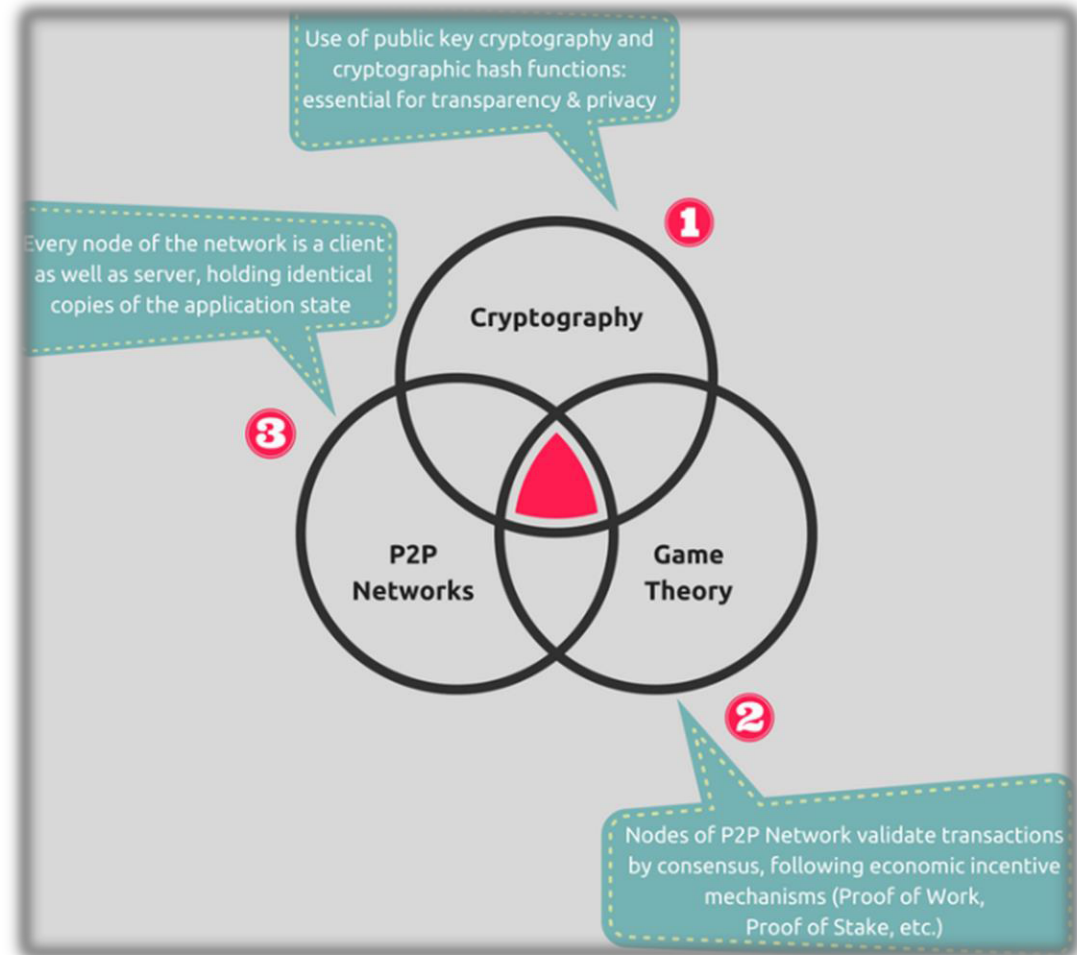 Use of public key cryptography and
cryptographic hash functions:
essential for transparency & privacy
1
Every node of the network is a client
as well as server, holding identical
copies of the application state
Cryptography
3
P2P
Networks
Game
Theory
2
Nodes of P2P Network validate transactions
by consensus, following economic incentive
mechanisms (Proof of Work,
Proof of Stake, etc.)